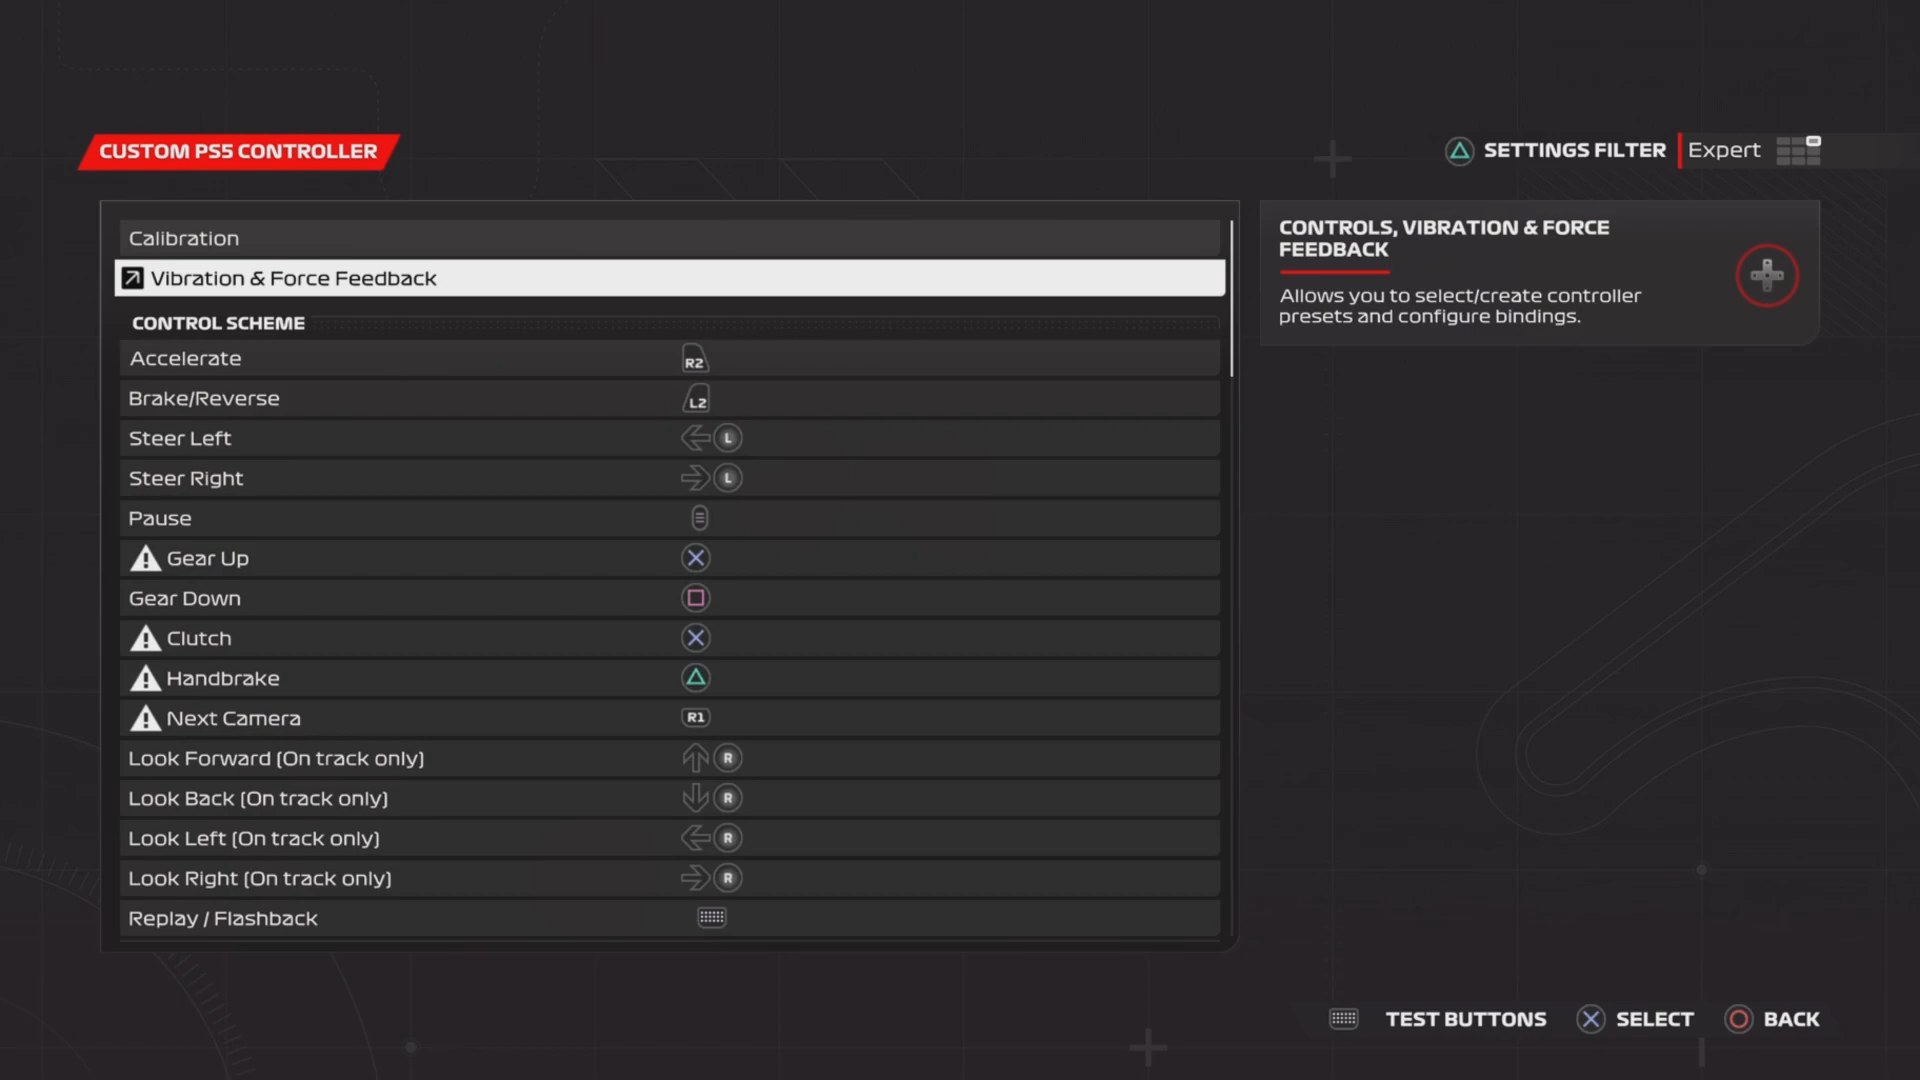 CUSTOM PS5 CONTROLLER
SETTINGS FILTER Expert
Calibration
Vibration & Force Feedback
CONTROL SCHEME
Accelerate R2
Brake/Reverse L2
Steer Left L
Steer Right L
Pause
Gear Up
Gear Down
Clutch
Handbrake
Next Camera R1
Look Forward (On track only) R
Look Back (On track only) R
Look Left (On track only) R
Look Right (On track only) R
Replay / Flashback
CONTROLS, VIBRATION & FORCE
FEEDBACK
Allows you to select/create controller
presets and configure bindings.
TEST BUTTONS SELECT BACK